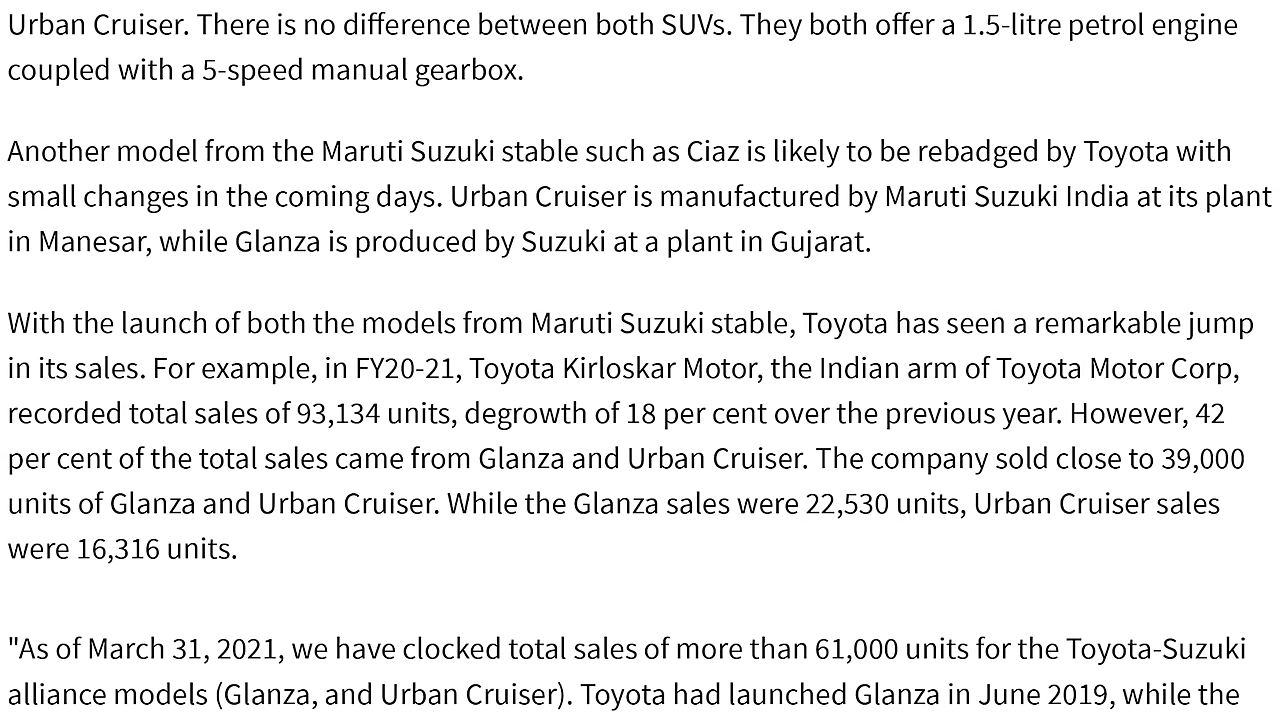 Urban Cruiser. There is no difference between both SUVs. They both offer a 1.5-litre petrol engine
coupled with a 5-speed manual gearbox.
Another model from the Maruti Suzuki stable such as Ciaz is likely to be rebadged by Toyota with
small changes in the coming days. Urban Cruiser is manufactured by Maruti Suzuki India at its plant
in Manesar, while Glanza is produced by Suzuki at a plant in Gujarat.
With the launch of both the models from Maruti Suzuki stable, Toyota has seen a remarkable jump
in its sales. For example, in FY20-21, Toyota Kirloskar Motor, the Indian arm of Toyota Motor Corp,
recorded total sales of 93,134 units, degrowth of 18 per cent over the previous year. However, 42
per cent of the total sales came from Glanza and Urban Cruiser. The company sold close to 39,000
units of Glanza and Urban Cruiser. While the Glanza sales were 22,530 units, Urban Cruiser sales
were 16,316 units.
"As of March 31, 2021, we have clocked total sales of more than 61,000 units for the Toyota-Suzuki
alliance models (Glanza, and Urban Cruiser). Toyota had launched Glanza in June 2019, while the